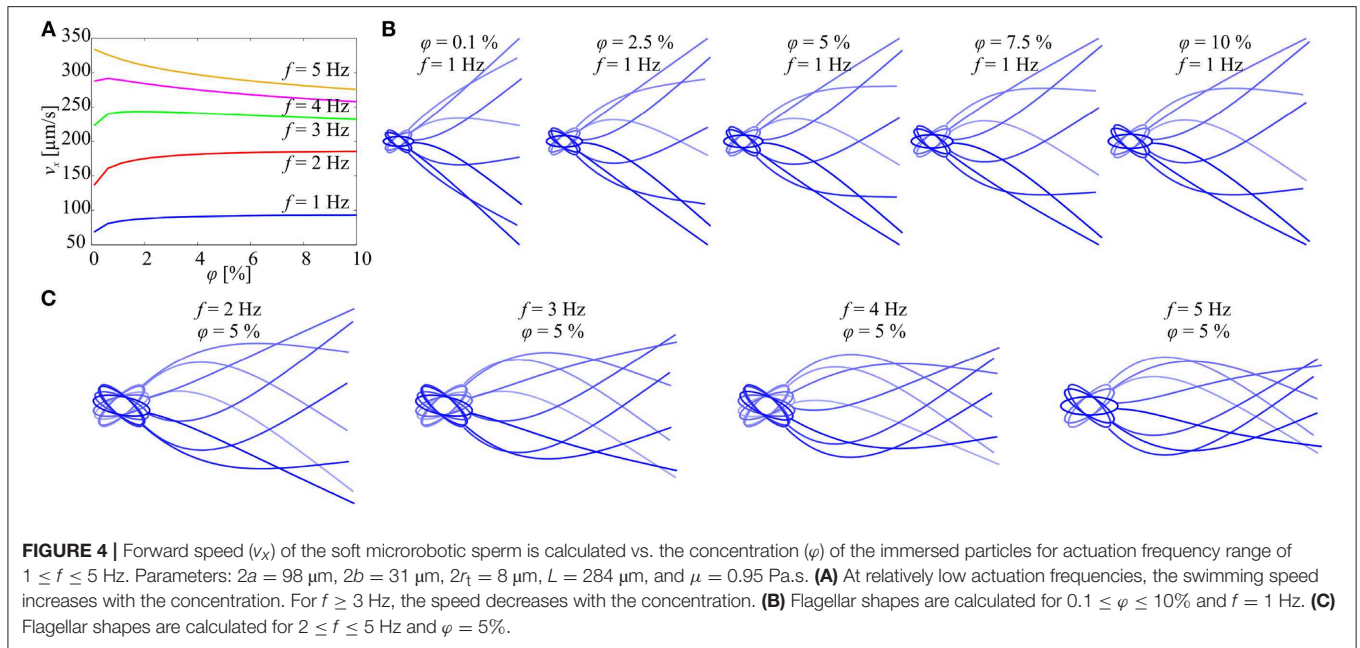 A
350
300
250
200
150
100
50
vx [μm/s]
f = 5 Hz
f = 4 Hz
f = 3 Hz
f = 2 Hz
f = 1 Hz
0
2
4
6
8
10
φ [%]
B
φ = 0.1 %
f = 1 Hz
φ = 2.5 %
f = 1 Hz
φ = 5 %
f = 1 Hz
φ = 7.5 %
f = 1 Hz
φ = 10 %
f = 1 Hz
C
f = 2 Hz
φ = 5 %
f = 3 Hz
φ = 5 %
f = 4 Hz
φ = 5 %
f = 5 Hz
φ = 5 %
FIGURE 4 | Forward speed (vx) of the soft microrobotic sperm is calculated vs. the concentration (φ) of the immersed particles for actuation frequency range of
1 ≤ f ≤ 5 Hz. Parameters: 2a = 98 μm, 2b = 31 μm, 2rt = 8 μm, L = 284 μm, and μ = 0.95 Pa.s. (A) At relatively low actuation frequencies, the swimming speed
increases with the concentration. For f ≥ 3 Hz, the speed decreases with the concentration. (B) Flagellar shapes are calculated for 0.1 ≤ φ ≤ 10% and f = 1 Hz. (C)
Flagellar shapes are calculated for 2 ≤ f ≤ 5 Hz and φ = 5%.